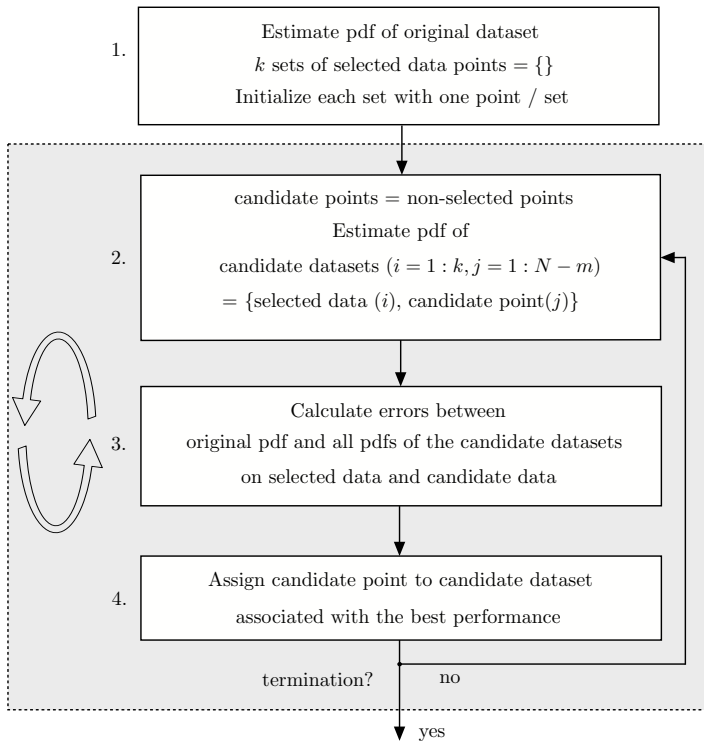 1.
Estimate pdf of original dataset
k sets of selected data points = {}
Initialize each set with one point / set
2.
candidate points = non-selected points
Estimate pdf of
candidate datasets (i = 1 : k, j = 1 : N − m)
= {selected data (i), candidate point(j)}
3.
Calculate errors between
original pdf and all pdfs of the candidate datasets
on selected data and candidate data
4.
Assign candidate point to candidate dataset
associated with the best performance
termination?
no
yes